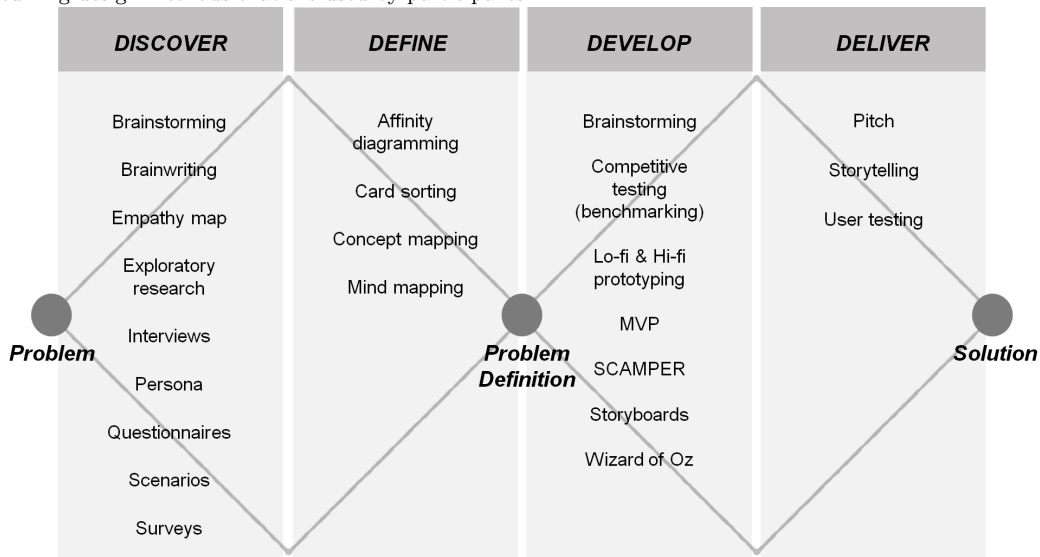 DISCOVER
DEFINE
DEVELOP
DELIVER
Brainstorming
Brainwriting
Empathy map
Exploratory
research
Interviews
Persona
Questionnaires
Scenarios
Surveys
Affinity
diagramming
Card sorting
Concept mapping
Mind mapping
Brainstorming
Competitive
testing
(benchmarking)
Lo-fi & Hi-fi
prototyping
MVP
SCAMPER
Storyboards
Wizard of Oz
Pitch
Storytelling
User testing
Problem
Problem
Definition
Solution